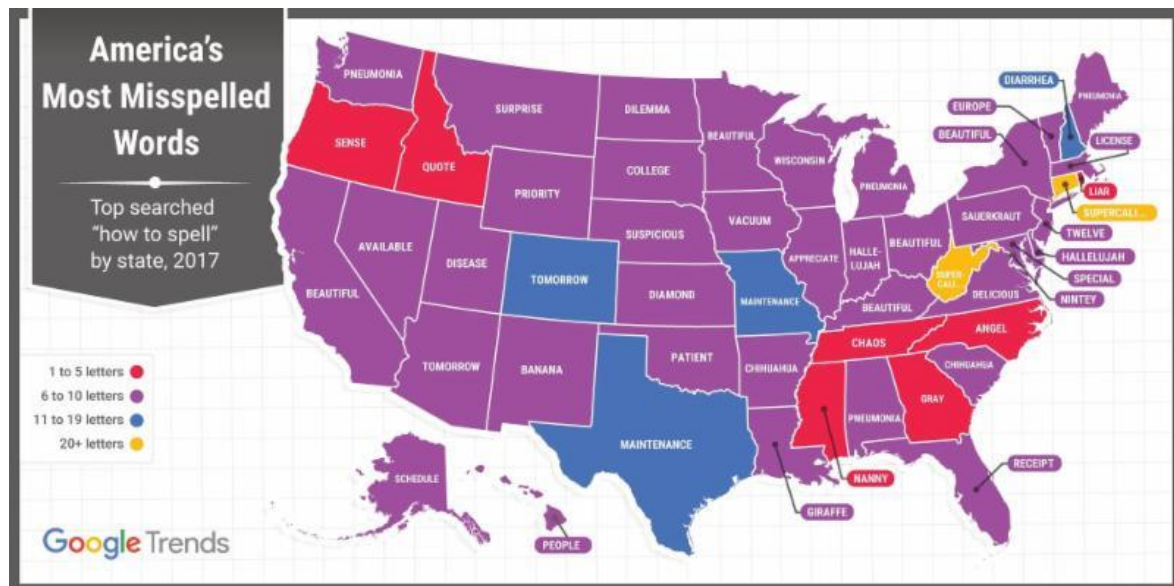 America's
Most Misspelled
Words
Top searched
"how to spell"
by state, 2017
1 to 5 letters
6 to 10 letters
11 to 19 letters
20+ letters
Google Trends
PNEUMONIA
SENSE
QUOTE
SURPRISE
DILEMMA
BEAUTIFUL
WISCONSIN
PNEUMONIA
BEAUTIFUL
EUROPE
DIARRHEA
PNEUMONIA
LICENSE
LIAR
SUPERCALI...
TWELVE
HALLELUJAH
SPECIAL
NINTEY
SAUERKRAUT
PRIORITY
COLLEGE
SUSPICIOUS
VACUUM
BEAUTIFUL
AVAILABLE
DISEASE
TOMORROW
DIAMOND
MAINTENANCE
APPRECIATE
HALLE-
LUJAH
BEAUTIFUL
SUPER-
CALI...
DELICIOUS
BEAUTIFUL
TOMORROW
BANANA
PATIENT
CHIHUAHUA
CHAOS
ANGEL
CHIHUAHUA
GRAY
PNEUMONIA
NANNY
MAINTENANCE
GIRAFFE
RECEIPT
SCHEDULE
PEOPLE